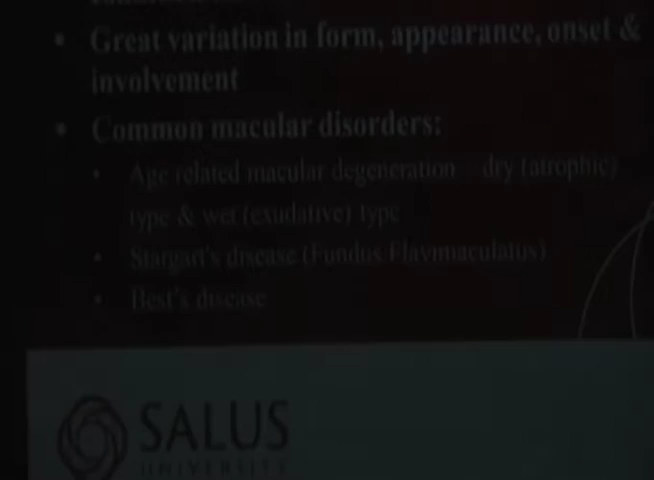 Great variation in form, appearance, onset &
involvement
Common macular disorders:
Age related macular degeneration dry (atrophic)
type & wet (exudative) type
Stargart's disease (Fundus Flavimaculatus)
Best's disease
SALUS
UNIVERSITY